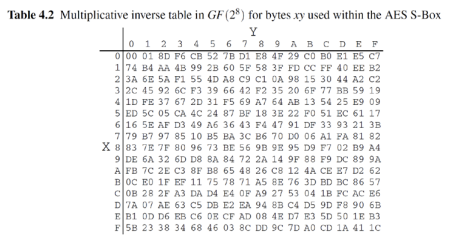 Table 4.2 Multiplicative inverse table in GF(2⁸) for bytes xy used within the AES S-Box
Y
0 1 2 3 4 5 6 7 8 9 A B C D E F
0 00 01 8D F6 CB 52 7B D1 E8 4F 29 C0 B0 E1 E5 C7
1 74 B4 AA 4B 99 2B 60 5F 58 3F FD CC FF 40 EE B2
2 3A 6E 5A F1 55 4D A8 C9 C1 0A 98 15 30 44 A2 C2
3 2C 45 92 6C F3 39 66 42 F2 35 20 6F 77 BB 59 19
4 1D FE 37 67 2D 31 F5 69 A7 64 AB 13 54 25 E9 09
5 ED 5C 05 CA 4C 24 87 BF 18 3E 22 F0 51 EC 61 17
6 16 5E AF D3 49 A6 36 43 F4 47 91 DF 33 93 21 3B
7 79 B7 97 85 10 B5 BA 3C B6 70 D0 06 A1 FA 81 82
X 8 83 7E 7F 80 96 73 BE 56 9B 9E 95 D9 F7 02 B9 A4
9 DE 6A 32 6D D8 8A 84 72 2A 14 9F 88 F9 DC 89 9A
A FB 7C 2E C3 8F B8 65 48 26 C8 12 4A CE E7 D2 62
B 0C E0 1F EF 11 75 78 71 A5 8E 76 3D BD BC 86 57
C 0B 28 2F A3 DA D4 E4 0F A9 27 53 04 1B FC AC E6
D 7A 07 AE 63 C5 DB E2 EA 94 8B C4 D5 9D F8 90 6B
E B1 0D D6 EB C6 0E CF AD 08 4E D7 E3 5D 50 1E B3
F 5B 23 38 34 68 46 03 8C DD 9C 7D A0 CD 1A 41 1C